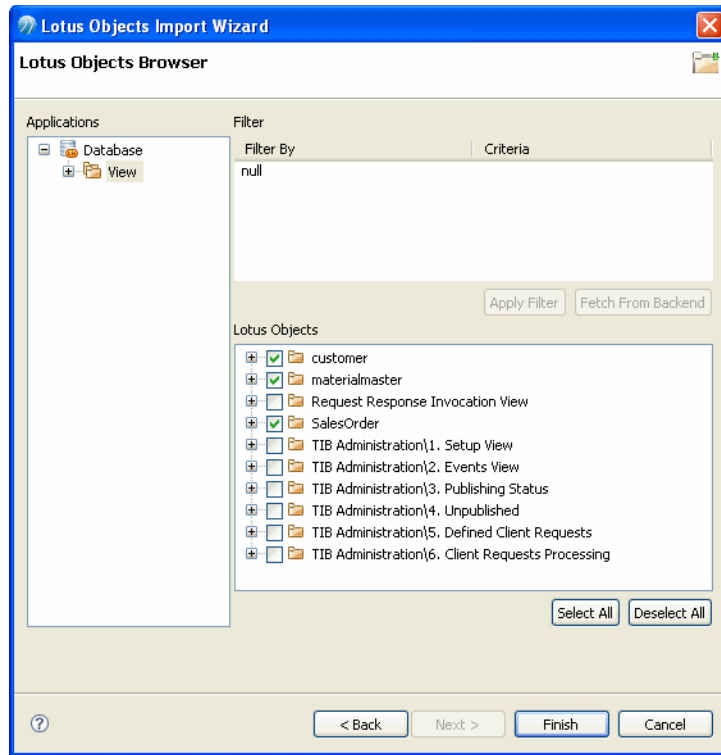 Lotus Objects Import Wizard
Lotus Objects Browser
Applications
Database
View
Filter
Filter By Criteria
null
Apply Filter Fetch From Backend
Lotus Objects
customer
materialmaster
Request Response Invocation View
SalesOrder
TIB Administration\1. Setup View
TIB Administration\2. Events View
TIB Administration\3. Publishing Status
TIB Administration\4. Unpublished
TIB Administration\5. Defined Client Requests
TIB Administration\6. Client Requests Processing
Select All Deselect All
? < Back Next > Finish Cancel